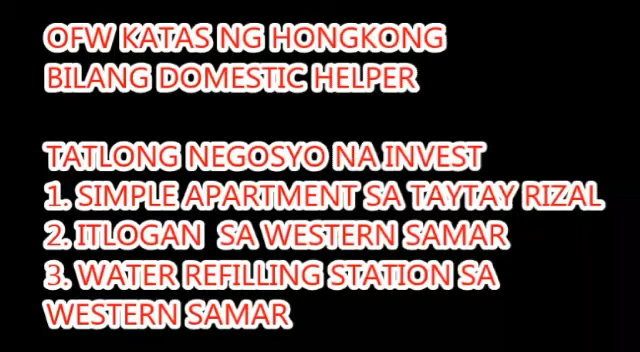 OFW KATAS NG HONGKONG
BILANG DOMESTIC HELPER
TATLONG NEGOSYO NA INVEST
1. SIMPLE APARTMENT SA TAYTAY RIZAL
2. ITLOGAN SA WESTERN SAMAR
3. WATER REFILLING STATION SA
WESTERN SAMAR